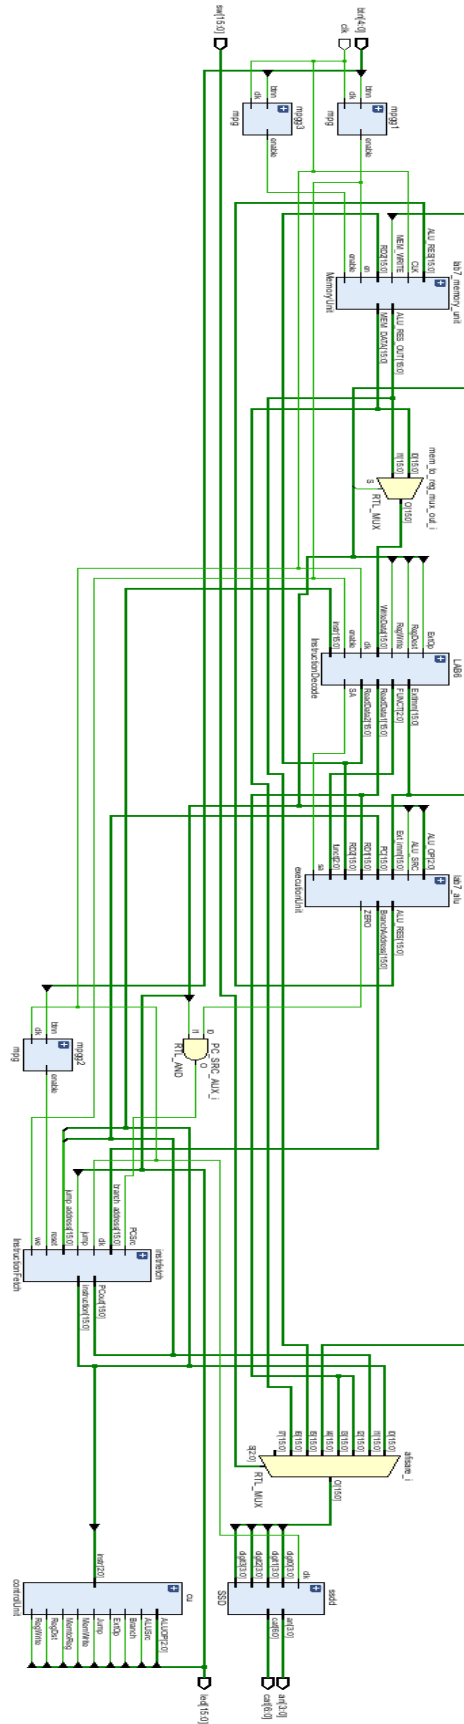 sw[15:0]
clk
btn[4:0]
mpgg1
btnn
clk
enable
mpg
mpgg3
btnn
clk
enable
mpg
lab7_memory_unit
ALU_RES[15:0]
CLK
MEM_WRITE
RD2[15:0]
en
enable
ALU_RES_OUT[15:0]
MEM_DATA[15:0]
MemoryUnit
mem_to_reg_mux_out_i
I0[15:0]
I1[15:0]
S
O[15:0]
RTL_MUX
LAB6
ExtOp
RegDest
RegWrite
WriteData[15:0]
clk
enable
instr[15:0]
ExtImm[15:0]
FUNCT[2:0]
ReadData1[15:0]
ReadData2[15:0]
SA
InstructionDecode
lab7_alu
ALU_OP[2:0]
ALU_SRC
Ext_imm[15:0]
PC[15:0]
RD1[15:0]
RD2[15:0]
funct[2:0]
sa
ALU_RES[15:0]
BranchAddress[15:0]
ZERO
executionUnit
PC_SRC_AUX_i
I0
I1
O
RTL_AND
mpgg2
btnn
clk
enable
mpg
instrfetch
PCSrc
branch_address[15:0]
clk
jump
jump_address[15:0]
reset
we
PCout[15:0]
instruction[15:0]
InstructionFetch
afisare_i
I0[15:0]
I1[15:0]
I2[15:0]
I3[15:0]
I4[15:0]
I5[15:0]
I6[15:0]
I7[15:0]
S[2:0]
O[15:0]
RTL_MUX
ssdd
clk
digit0[3:0]
digit1[3:0]
digit2[3:0]
digit3[3:0]
an[3:0]
cat[6:0]
SSD
cu
instr[2:0]
ALUOP[2:0]
ALUSrc
Branch
ExtOp
Jump
MemWrite
MemtoReg
RegDst
RegWrite
controlUnit
an[3:0]
cat[6:0]
led[15:0]